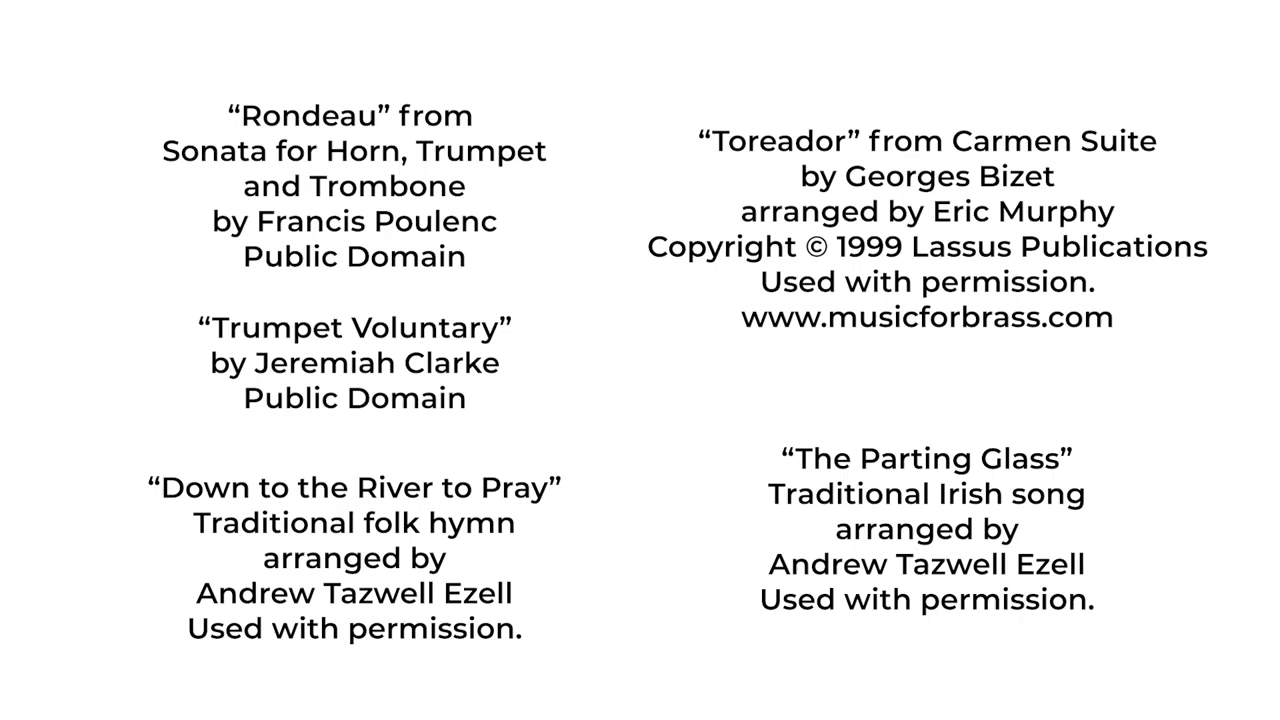 “Rondeau” from
Sonata for Horn, Trumpet
and Trombone
by Francis Poulenc
Public Domain
“Trumpet Voluntary”
by Jeremiah Clarke
Public Domain
“Down to the River to Pray”
Traditional folk hymn
arranged by
Andrew Tazwell Ezell
Used with permission.
“Toreador” from Carmen Suite
by Georges Bizet
arranged by Eric Murphy
Copyright © 1999 Lassus Publications
Used with permission.
www.musicforbrass.com
“The Parting Glass”
Traditional Irish song
arranged by
Andrew Tazwell Ezell
Used with permission.